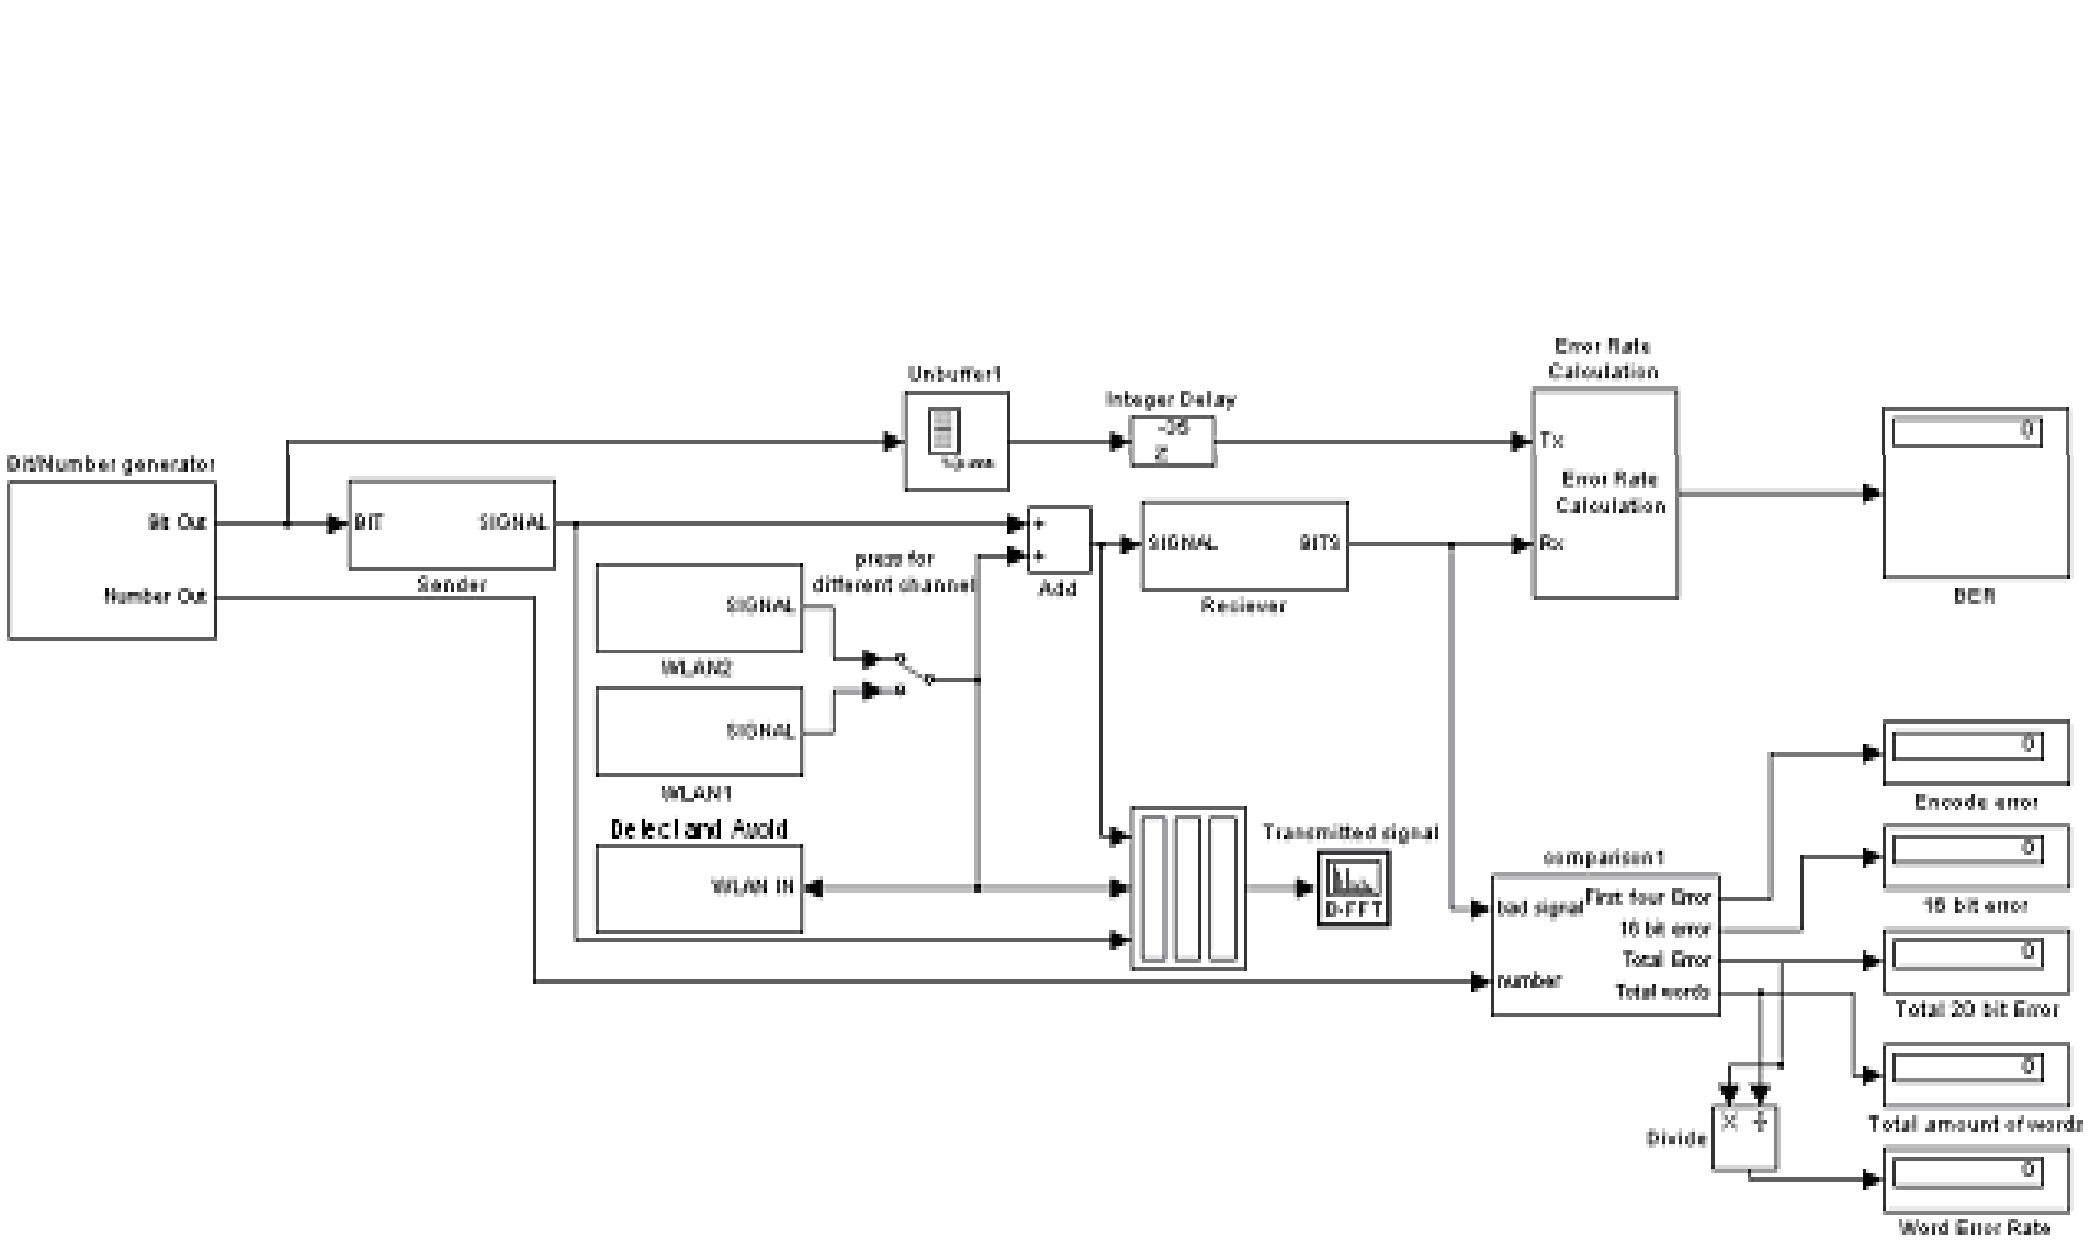 Error Rate
Calculation
Unbuffer1
Integer Delay
-36
Z
Tx
Error Rate
Calculation
Rx
0
BER
Bit/Number generator
Bit Out
Number Out
BIT
SIGNAL
Sender
press for
different channel
+
+
Add
SIGNAL
BITS
Reciever
SIGNAL
WLAN2
SIGNAL
WLAN1
Detect and Avoid
WLAN IN
Transmitted signal
B-FFT
comparison1
bad signal
number
First four Error
16 bit error
Total Error
Total words
0
Encode error
0
16 bit error
0
Total 20 bit Error
0
Total amount of words
Divide
× ÷
0
Word Error Rate